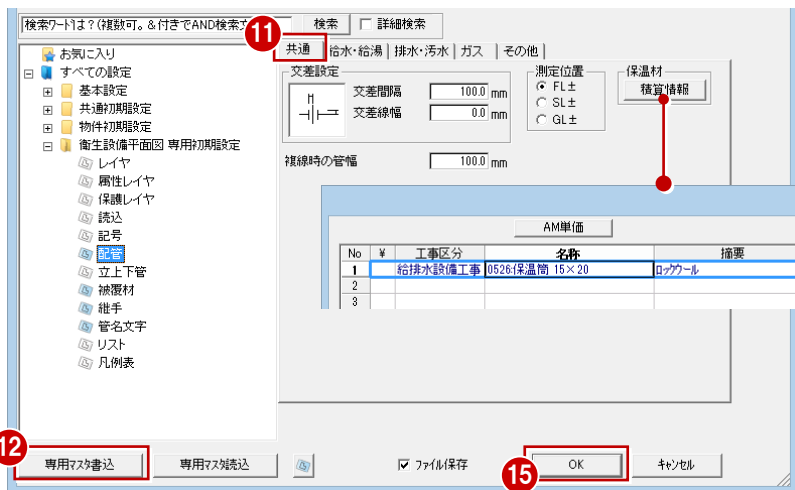 検索ワードは？(複数可。&付きでAND検索
検索
詳細検索
11
お気に入り
すべての設定
基本設定
共通初期設定
物件初期設定
衛生設備平面図 専用初期設定
レイヤ
属性レイヤ
保護レイヤ
読込
記号
配管
立上下管
被覆材
継手
管名文字
リスト
凡例表
共通 給水・給湯 排水・汚水 ガス その他
交差設定
交差間隔 100.0 mm
交差線幅 0.0 mm
測定位置
FL±
SL±
GL±
保温材
積算情報
複線時の管幅 100.0 mm
AM単価
No ¥ 工事区分 名称 摘要
1 給排水設備工事 0526:保温筒 15×20 ロックウール
2
3
12
専用マスタ書込 専用マスタ読込
ファイル保存
15
OK キャンセル